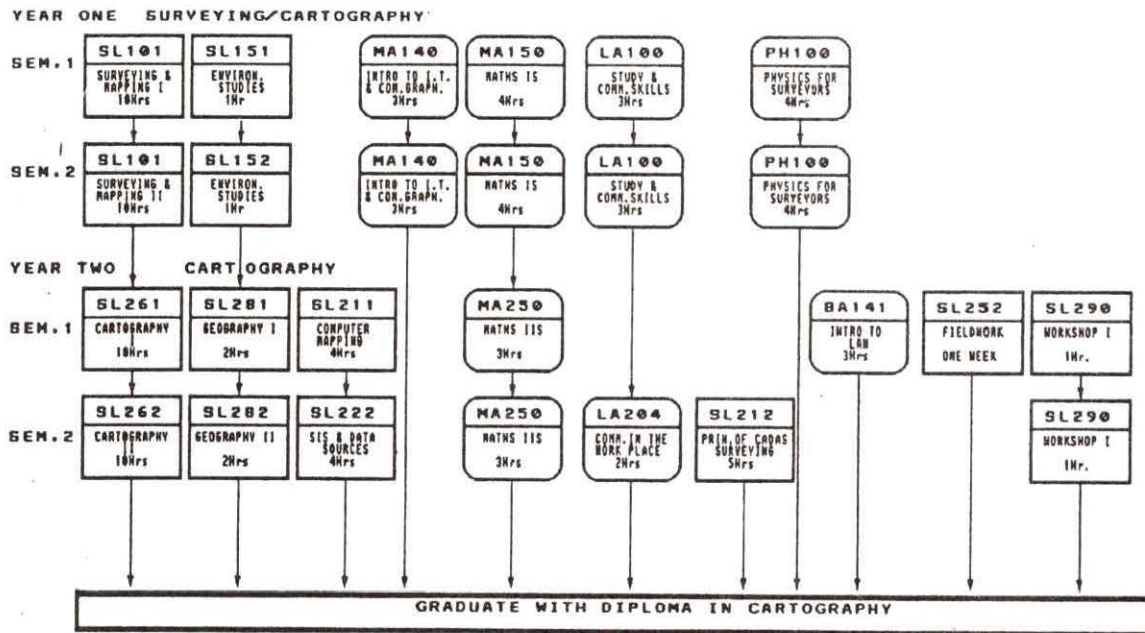 YEAR ONE SURVEYING/CARTOGRAPHY
SEM.1
SL101
SURVEYING &
MAPPING I
10Hrs
SL151
ENVIRON.
STUDIES
1Hr
MA140
INTRO TO I.T.
& COM.GRAPH.
3Hrs
MA150
MATHS IS
4Hrs
LA100
STUDY &
COMM.SKILLS
3Hrs
PH100
PHYSICS FOR
SURVEYORS
4Hrs
SEM.2
SL101
SURVEYING &
MAPPING II
10Hrs
SL152
ENVIRON.
STUDIES
1Hr
MA140
INTRO TO I.T.
& COM.GRAPH.
3Hrs
MA150
MATHS IS
4Hrs
LA100
STUDY &
COMM.SKILLS
3Hrs
PH100
PHYSICS FOR
SURVEYORS
4Hrs
YEAR TWO CARTOGRAPHY
SEM.1
SL261
CARTOGRAPHY
I
10Hrs
SL281
GEOGRAPHY I
2Hrs
SL211
COMPUTER
MAPPING
4Hrs
MA250
MATHS IIS
3Hrs
BA141
INTRO TO
LAW
3Hrs
SL252
FIELDWORK
ONE WEEK
SL290
WORKSHOP I
1Hr.
SEM.2
SL262
CARTOGRAPHY
II
10Hrs
SL282
GEOGRAPHY II
2Hrs
SL222
SIS & DATA
SOURCES
4Hrs
MA250
MATHS IIS
3Hrs
LA204
COMM.IN THE
WORK PLACE
2Hrs
SL212
PRIN.OF CADAS
SURVEYING
5Hrs
SL290
WORKSHOP I
1Hr.
GRADUATE WITH DIPLOMA IN CARTOGRAPHY